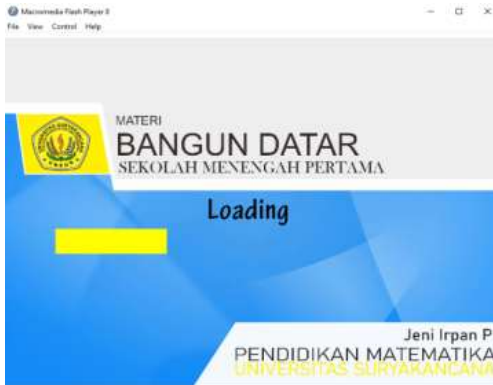 Macromedia Flash Player 8
File View Control Help
MATERI
BANGUN DATAR
SEKOLAH MENENGAH PERTAMA
Loading
Jeni Irpan P
PENDIDIKAN MATEMATIKA
UNIVERSITAS SURYAKANCANA